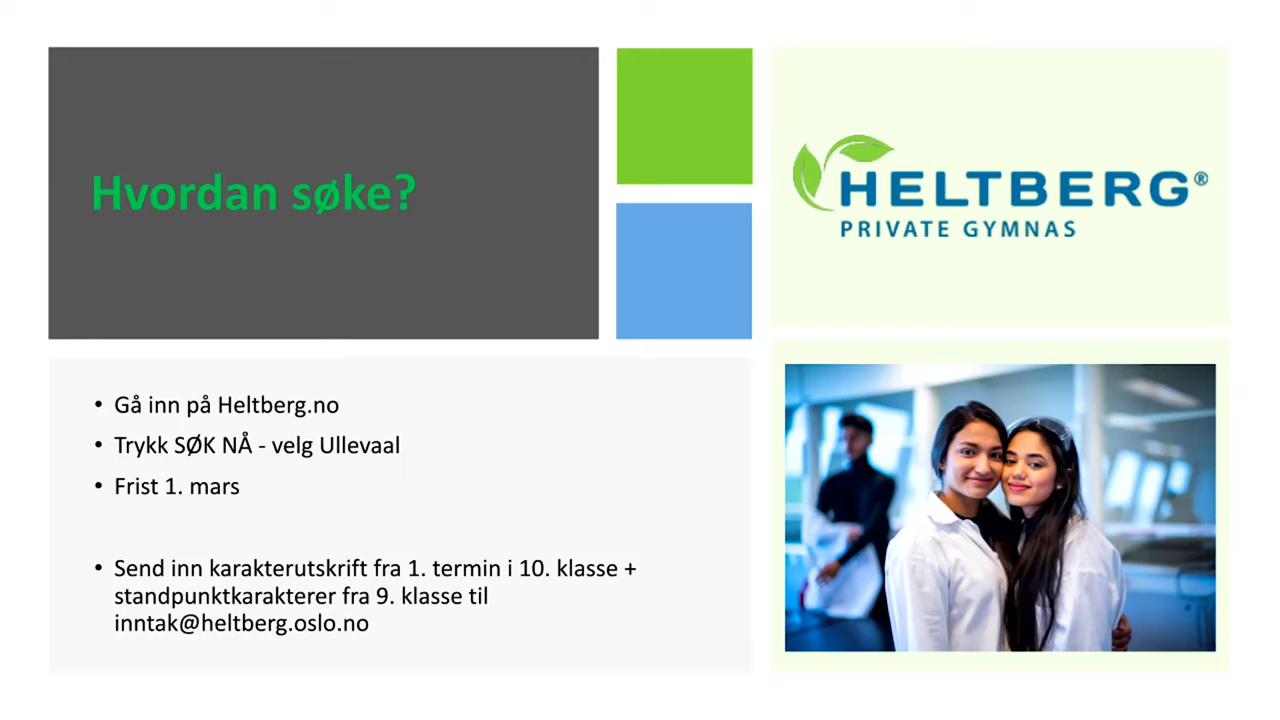 Hvordan søke?
HELTBERG®
PRIVATE GYMNAS
• Gå inn på Heltberg.no
• Trykk SØK NÅ - velg Ullevaal
• Frist 1. mars
• Send inn karakterutskrift fra 1. termin i 10. klasse +
standpunktkarakterer fra 9. klasse til
inntak@heltberg.oslo.no